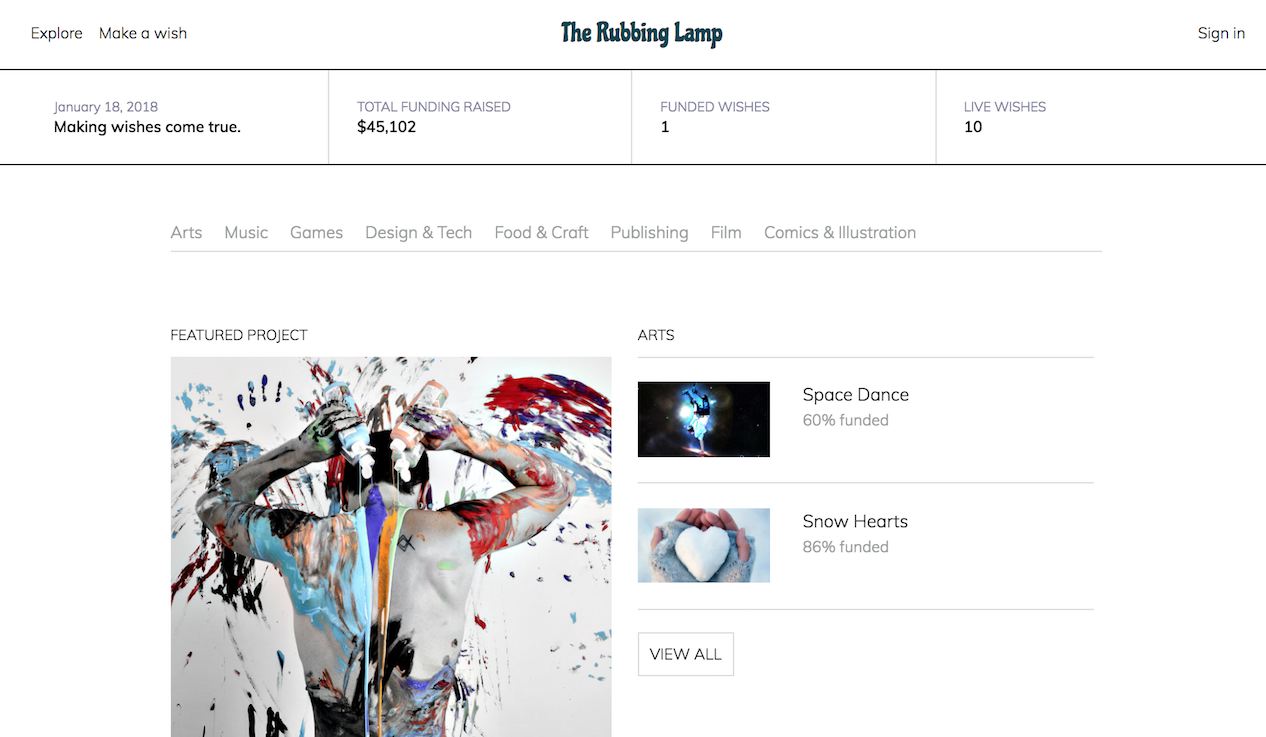 Explore Make a wish
The Rubbing Lamp
Sign in
January 18, 2018
Making wishes come true.
TOTAL FUNDING RAISED
$45,102
FUNDED WISHES
1
LIVE WISHES
10
Arts Music Games Design & Tech Food & Craft Publishing Film Comics & Illustration
FEATURED PROJECT
ARTS
Space Dance
60% funded
Snow Hearts
86% funded
VIEW ALL